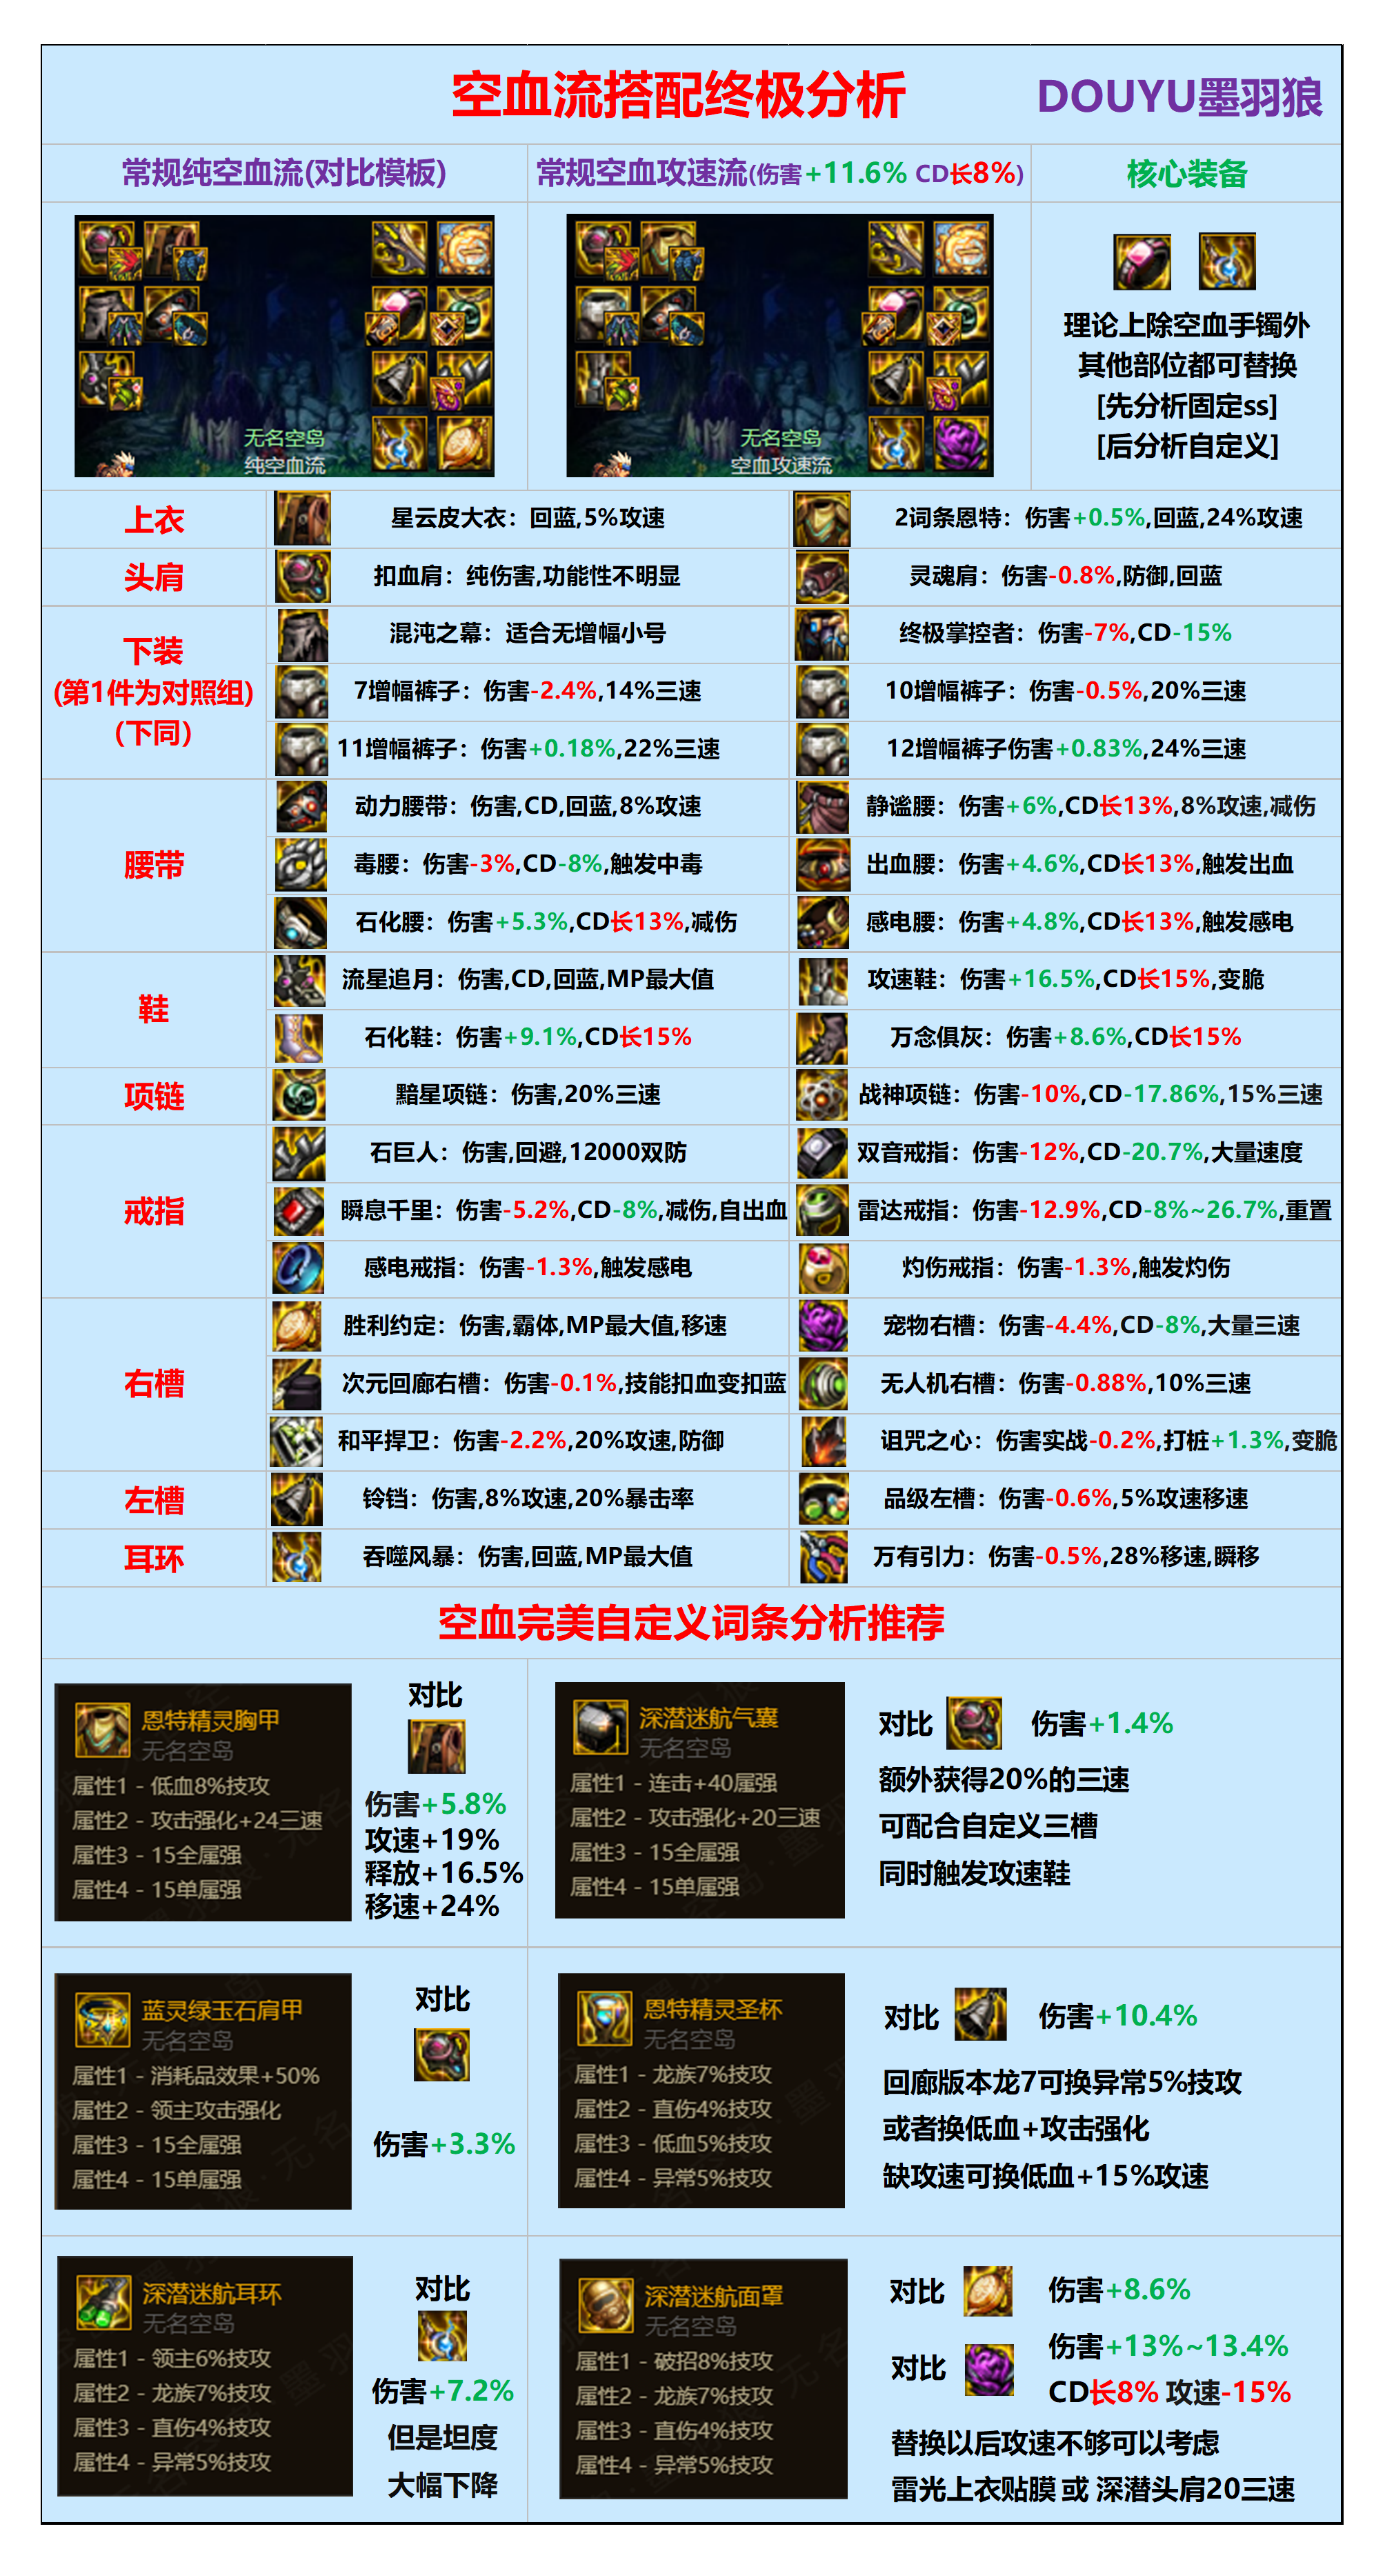 空血流搭配终极分析
DOUYU墨羽狼
常规纯空血流(对比模板)
常规空血攻速流(伤害+11.6% CD长8%)
核心装备
无名空岛
纯空血流
无名空岛
空血攻速流
理论上除空血手镯外
其他部位都可替换
[先分析固定ss]
[后分析自定义]
上衣
星云皮大衣：回蓝,5%攻速
2词条恩特：伤害+0.5%,回蓝,24%攻速
头肩
扣血肩：纯伤害,功能性不明显
灵魂肩：伤害-0.8%,防御,回蓝
下装
(第1件为对照组)
(下同)
混沌之幕：适合无增幅小号
终极掌控者：伤害-7%,CD-15%
7增幅裤子：伤害-2.4%,14%三速
10增幅裤子：伤害-0.5%,20%三速
11增幅裤子：伤害+0.18%,22%三速
12增幅裤子伤害+0.83%,24%三速
腰带
动力腰带：伤害,CD,回蓝,8%攻速
静谧腰：伤害+6%,CD长13%,8%攻速,减伤
毒腰：伤害-3%,CD-8%,触发中毒
出血腰：伤害+4.6%,CD长13%,触发出血
石化腰：伤害+5.3%,CD长13%,减伤
感电腰：伤害+4.8%,CD长13%,触发感电
鞋
流星追月：伤害,CD,回蓝,MP最大值
攻速鞋：伤害+16.5%,CD长15%,变脆
石化鞋：伤害+9.1%,CD长15%
万念俱灰：伤害+8.6%,CD长15%
项链
黯星项链：伤害,20%三速
战神项链：伤害-10%,CD-17.86%,15%三速
戒指
石巨人：伤害,回避,12000双防
双音戒指：伤害-12%,CD-20.7%,大量速度
瞬息千里：伤害-5.2%,CD-8%,减伤,自出血
雷达戒指：伤害-12.9%,CD-8%~26.7%,重置
感电戒指：伤害-1.3%,触发感电
灼伤戒指：伤害-1.3%,触发灼伤
右槽
胜利约定：伤害,霸体,MP最大值,移速
宠物右槽：伤害-4.4%,CD-8%,大量三速
次元回廊右槽：伤害-0.1%,技能扣血变扣蓝
无人机右槽：伤害-0.88%,10%三速
和平捍卫：伤害-2.2%,20%攻速,防御
诅咒之心：伤害实战-0.2%,打桩+1.3%,变脆
左槽
铃铛：伤害,8%攻速,20%暴击率
品级左槽：伤害-0.6%,5%攻速移速
耳环
吞噬风暴：伤害,回蓝,MP最大值
万有引力：伤害-0.5%,28%移速,瞬移
空血完美自定义词条分析推荐
恩特精灵胸甲
无名空岛
属性1 - 低血8%技攻
属性2 - 攻击强化+24三速
属性3 - 15全属强
属性4 - 15单属强
对比
伤害+5.8%
攻速+19%
释放+16.5%
移速+24%
深潜迷航气囊
无名空岛
属性1 - 连击+40属强
属性2 - 攻击强化+20三速
属性3 - 15全属强
属性4 - 15单属强
对比 伤害+1.4%
额外获得20%的三速
可配合自定义三槽
同时触发攻速鞋
蓝灵绿玉石肩甲
无名空岛
属性1 - 消耗品效果+50%
属性2 - 领主攻击强化
属性3 - 15全属强
属性4 - 15单属强
对比
伤害+3.3%
恩特精灵圣杯
无名空岛
属性1 - 龙族7%技攻
属性2 - 直伤4%技攻
属性3 - 低血5%技攻
属性4 - 异常5%技攻
对比 伤害+10.4%
回廊版本龙7可换异常5%技攻
或者换低血+攻击强化
缺攻速可换低血+15%攻速
深潜迷航耳环
无名空岛
属性1 - 领主6%技攻
属性2 - 龙族7%技攻
属性3 - 直伤4%技攻
属性4 - 异常5%技攻
对比
伤害+7.2%
但是坦度
大幅下降
深潜迷航面罩
无名空岛
属性1 - 破招8%技攻
属性2 - 龙族7%技攻
属性3 - 直伤4%技攻
属性4 - 异常5%技攻
对比 伤害+8.6%
对比 伤害+13%~13.4%
CD长8% 攻速-15%
替换以后攻速不够可以考虑
雷光上衣贴膜 或 深潜头肩20三速